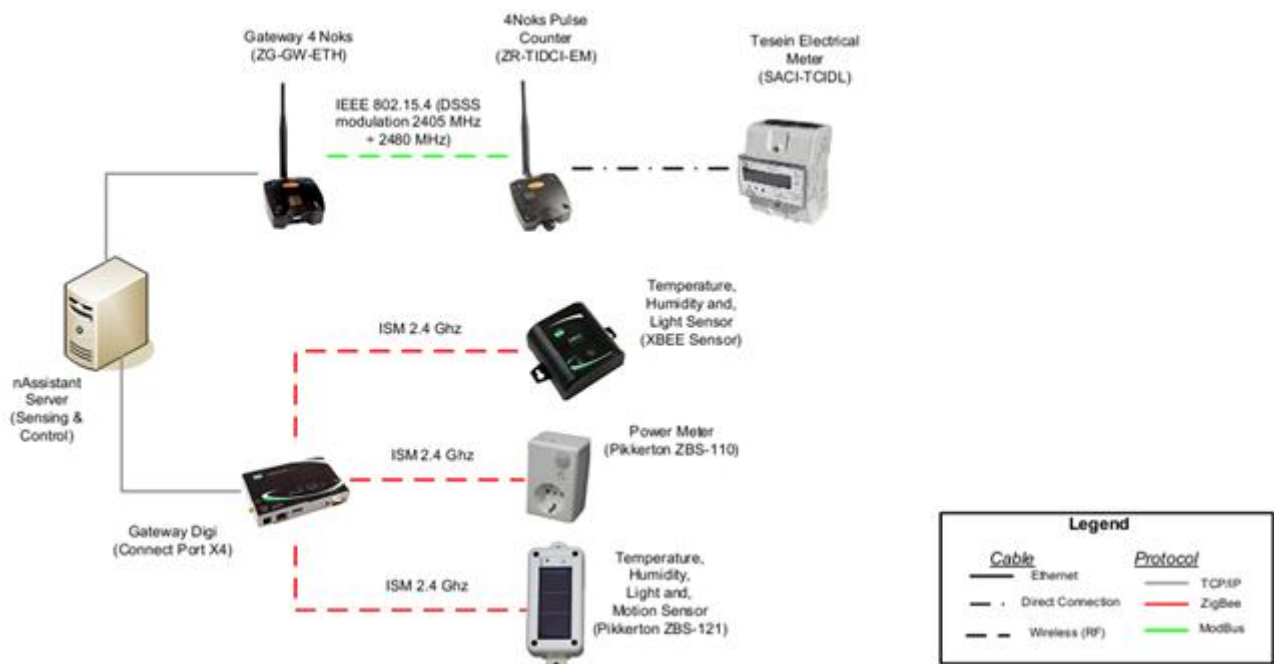 Gateway 4 Noks
(ZG-GW-ETH)
4Noks Pulse
Counter
(ZR-TIDCI-EM)
Tesein Electrical
Meter
(SACI-TCIDL)
IEEE 802.15.4 (DSSS
modulation 2405 MHz
÷ 2480 MHz)
Temperature,
Humidity and,
Light Sensor
(XBEE Sensor)
ISM 2.4 Ghz
nAssistant
Server
(Sensing &
Control)
Power Meter
(Pikkerton ZBS-110)
ISM 2.4 Ghz
Gateway Digi
(Connect Port X4)
Temperature,
Humidity,
Light and,
Motion Sensor
(Pikkerton ZBS-121)
ISM 2.4 Ghz
Legend
Cable
Protocol
Ethernet
TCP/IP
Direct Connection
ZigBee
Wireless (RF)
ModBus